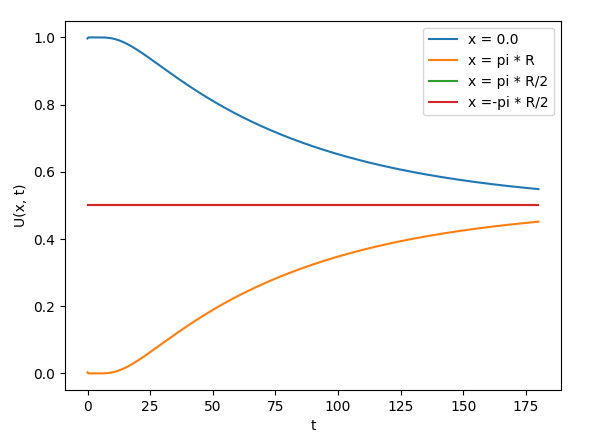 1.0
0.8
0.6
0.4
0.2
0.0
U(x, t)
x = 0.0
x = pi * R
x = pi * R/2
x =-pi * R/2
0 25 50 75 100 125 150 175
t